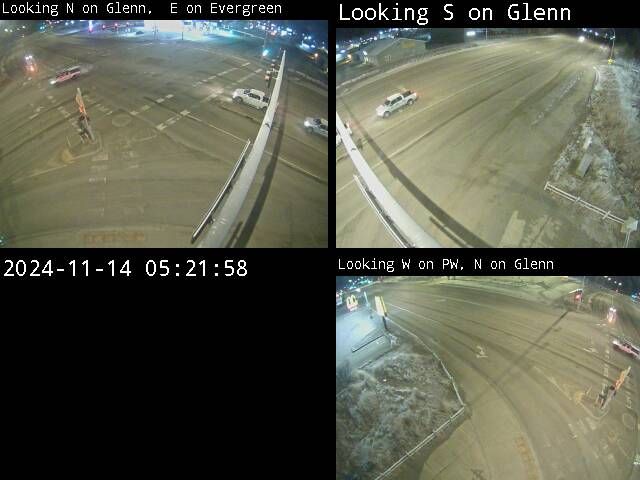 Looking N on Glenn,  E on Evergreen
Looking S on Glenn
2024-11-14 05:21:58
Looking W on PW, N on Glenn